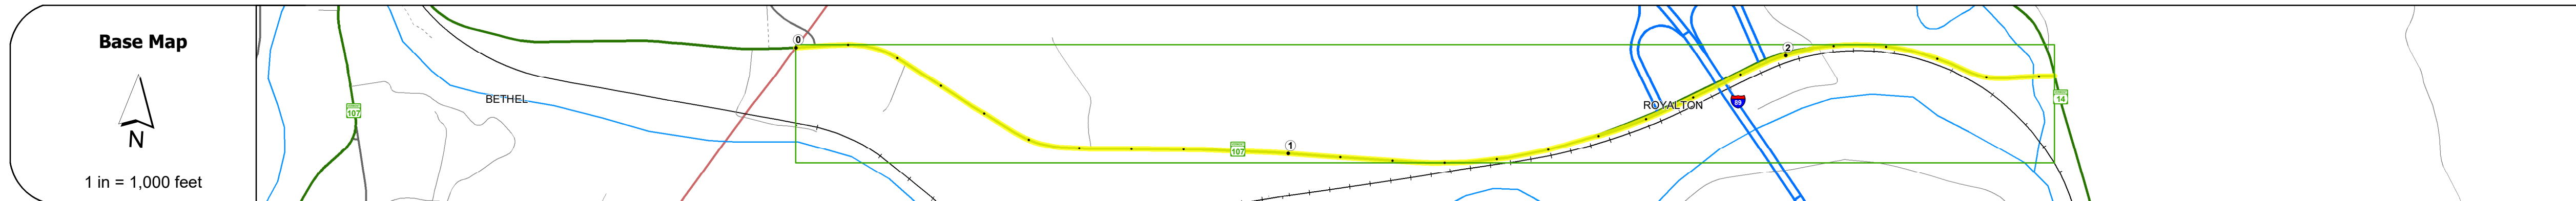 Base Map
N
1 in = 1,000 feet
107
BETHEL
0
107
1
ROYALTON
89
2
14